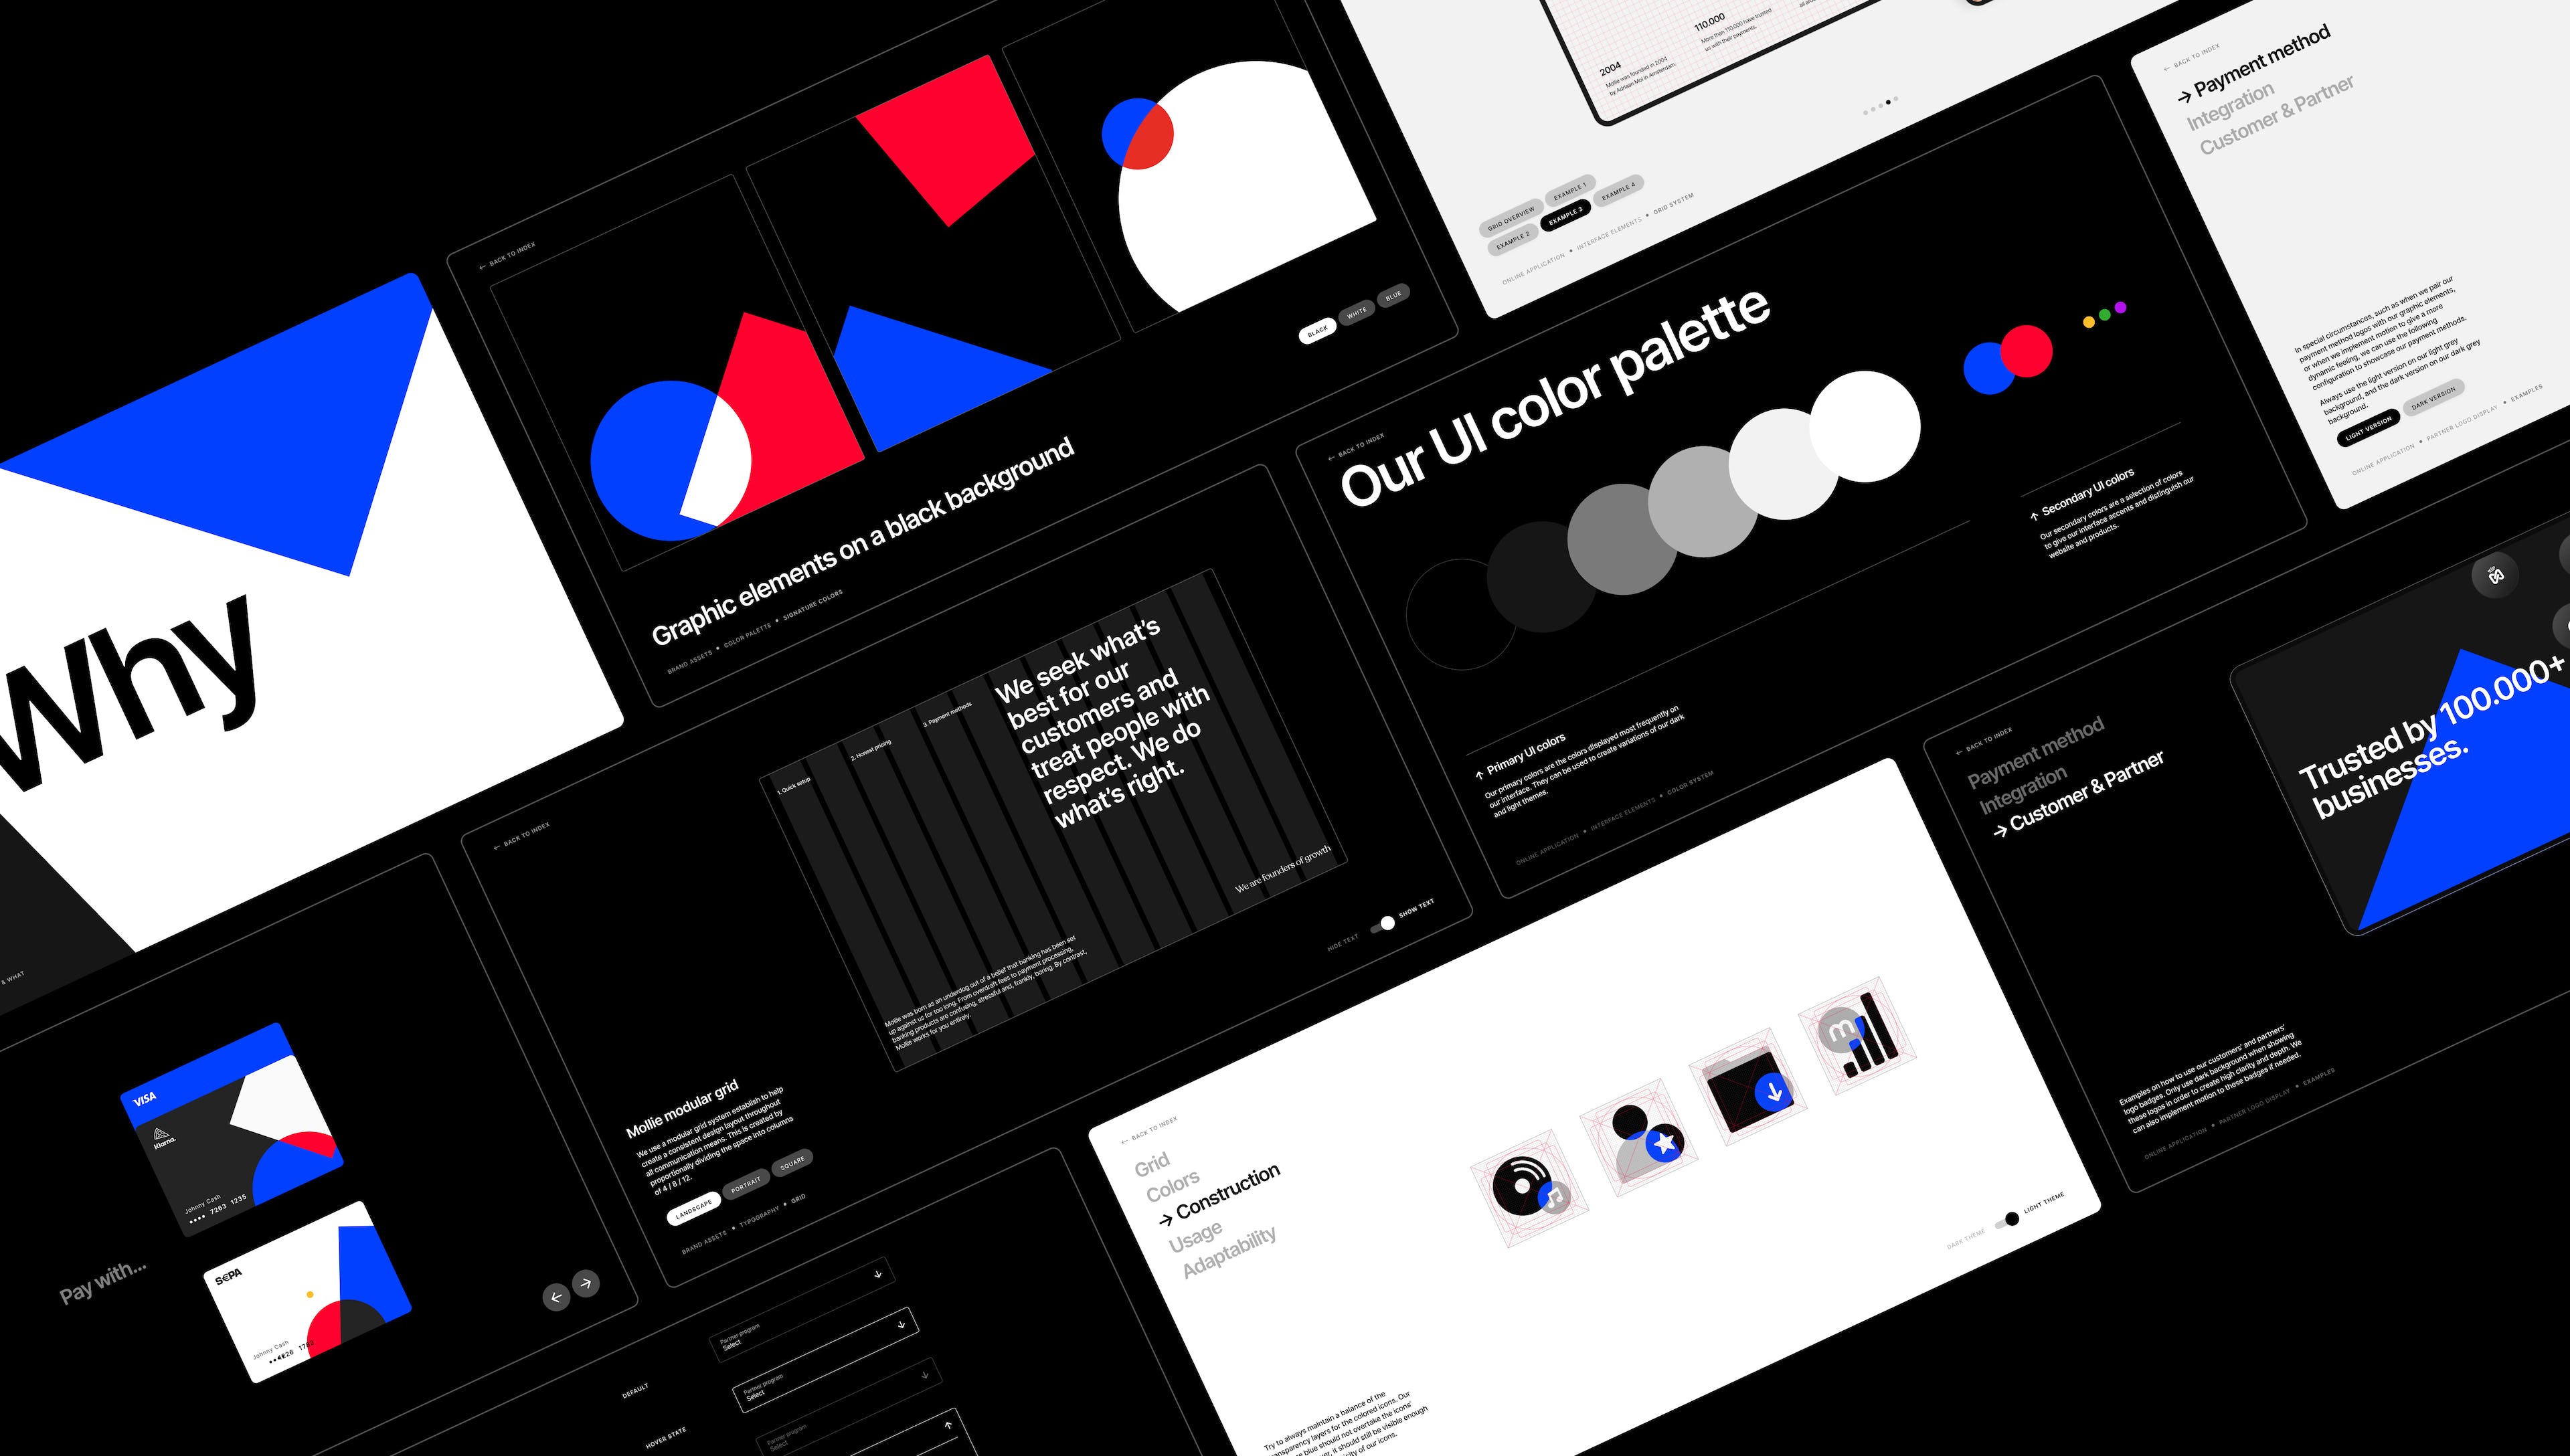 Why
& WHAT
← BACK TO INDEX
BLACK
WHITE
BLUE
Graphic elements on a black background
BRAND ASSETS • COLOR PALETTE • SIGNATURE COLORS
2004
Mollie was founded in 2004
by Adriaan Mol in Amsterdam.
110.000
More than 110.000 have trusted
us with their payments.
GRID OVERVIEW
EXAMPLE 1
EXAMPLE 2
EXAMPLE 3
EXAMPLE 4
ONLINE APPLICATION • INTERFACE ELEMENTS • GRID SYSTEM
← BACK TO INDEX
→ Payment method
Integration
Customer & Partner
In special circumstances, such as when we pair our
payment method logos with our graphic elements,
or when we implement motion to give a more
dynamic feeling, we can use the following
configuration to showcase our payment methods.
Always use the light version on our light grey
background, and the dark version on our dark grey
background.
LIGHT VERSION
DARK VERSION
ONLINE APPLICATION • PARTNER LOGO DISPLAY • EXAMPLES
← BACK TO INDEX
Our UI color palette
↑ Primary UI colors
Our primary colors are the colors displayed most frequently on
our interface. They can be used to create variations of our dark
and light themes.
↑ Secondary UI colors
Our secondary colors are a selection of colors
to give our interface accents and distinguish our
website and products.
ONLINE APPLICATION • INTERFACE ELEMENTS • COLOR SYSTEM
← BACK TO INDEX
1. Quick setup
2. Honest pricing
3. Payment methods
We seek what's
best for our
customers and
treat people with
respect. We do
what's right.
We are founders of growth
Mollie was born as an underdog out of a belief that banking has been set
up against us for too long. From overdraft fees to payment processing,
banking products are confusing, stressful and, frankly, boring. By contrast,
Mollie works for you entirely.
HIDE TEXT
SHOW TEXT
Mollie modular grid
We use a modular grid system establish to help
create a consistent design layout throughout
all communication means. This is created by
proportionally dividing the space into columns
of 4 / 8 / 12.
LANDSCAPE
PORTRAIT
SQUARE
BRAND ASSETS • TYPOGRAPHY • GRID
VISA
Klarna.
Johnny Cash
•••• 7263 1235
Pay with...
S€PA
Johnny Cash
← BACK TO INDEX
Payment method
Integration
→ Customer & Partner
Trusted by 100.000+
businesses.
Examples on how to use our customers' and partners'
logo badges. Only use dark background when showing
these logos in order to create high clarity and depth. We
can also implement motion to these badges if needed.
ONLINE APPLICATION • PARTNER LOGO DISPLAY • EXAMPLES
← BACK TO INDEX
Grid
Colors
→ Construction
Usage
Adaptability
m
DARK THEME
LIGHT THEME
Try to always maintain a balance of the
transparency layers for the colored icons. Our
blue should not overtake the icons'
it should still be visible enough
of our icons.
DEFAULT
Partner program
Select
HOVER STATE
Partner program
Select
Partner program
Select